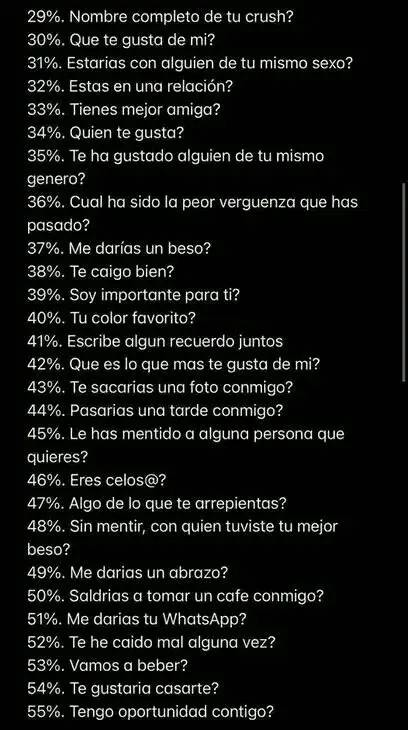 29%. Nombre completo de tu crush?
30%. Que te gusta de mi?
31%. Estarias con alguien de tu mismo sexo?
32%. Estas en una relación?
33%. Tienes mejor amiga?
34%. Quien te gusta?
35%. Te ha gustado alguien de tu mismo
genero?
36%. Cual ha sido la peor verguenza que has
pasado?
37%. Me darías un beso?
38%. Te caigo bien?
39%. Soy importante para ti?
40%. Tu color favorito?
41%. Escribe algun recuerdo juntos
42%. Que es lo que mas te gusta de mi?
43%. Te sacarias una foto conmigo?
44%. Pasarias una tarde conmigo?
45%. Le has mentido a alguna persona que
quieres?
46%. Eres celos@?
47%. Algo de lo que te arrepientas?
48%. Sin mentir, con quien tuviste tu mejor
beso?
49%. Me darias un abrazo?
50%. Saldrias a tomar un cafe conmigo?
51%. Me darias tu WhatsApp?
52%. Te he caido mal alguna vez?
53%. Vamos a beber?
54%. Te gustaria casarte?
55%. Tengo oportunidad contigo?